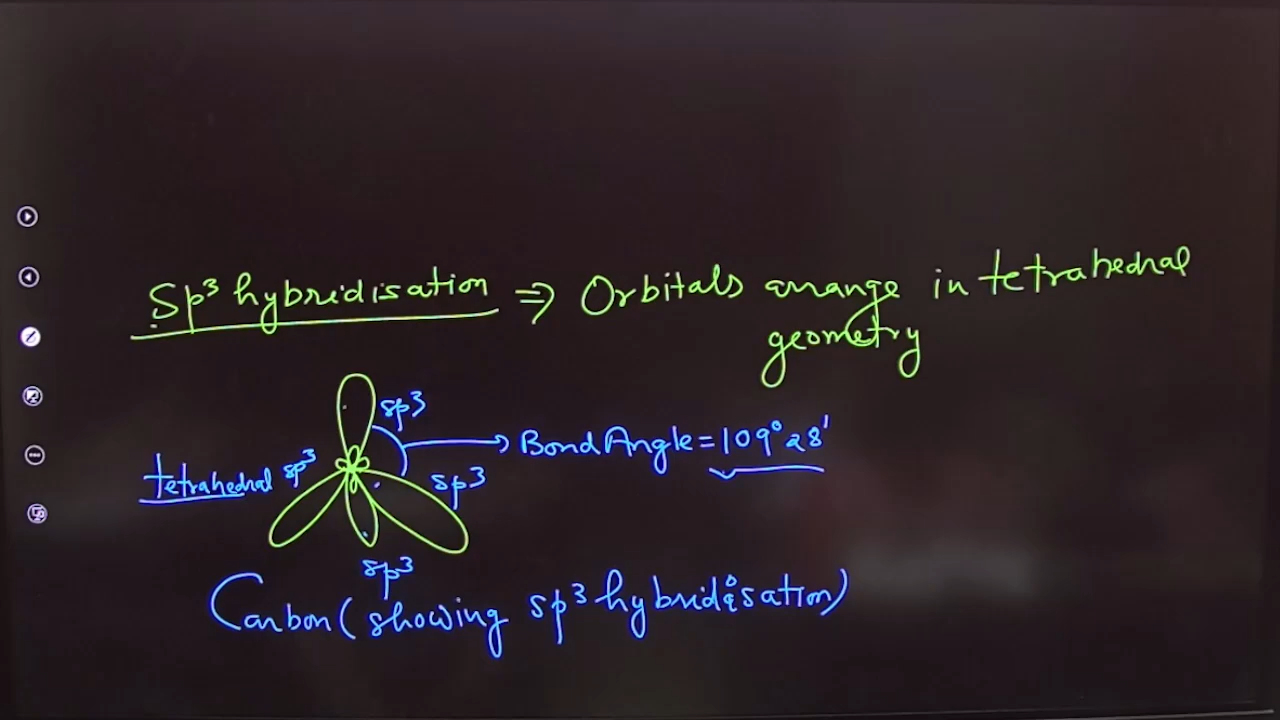 Sp³ hybridisation ⇒ Orbitals arrange in tetrahedral
geometry
sp3
Bond Angle = 109° 28'
tetrahedral sp³
sp3
sp3
Carbon (showing sp3 hybridisation)